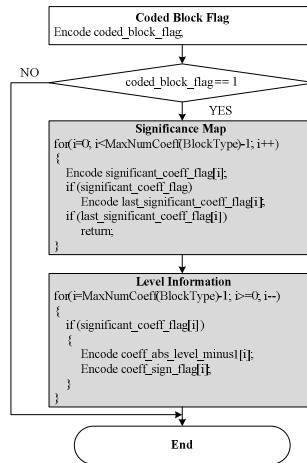 Coded Block Flag
Encode coded_block_flag;
NO
coded_block_flag== 1
YES
Significance Map
for(i=0; i<MaxNumCoeff(BlockType)-1; i++)
{
Encode significant_coeff_flag[i];
if (significant_coeff_flag)
Encode last_significant_coeff_flag[i];
if (last_significant_coeff_flag[i])
return;
}
Level Information
for(i=MaxNumCoeff(BlockType)-1; i>=0; i--)
{
if (significant_coeff_flag[i])
{
Encode coeff_abs_level_minus1[i];
Encode coeff_sign_flag[i];
}
}
End